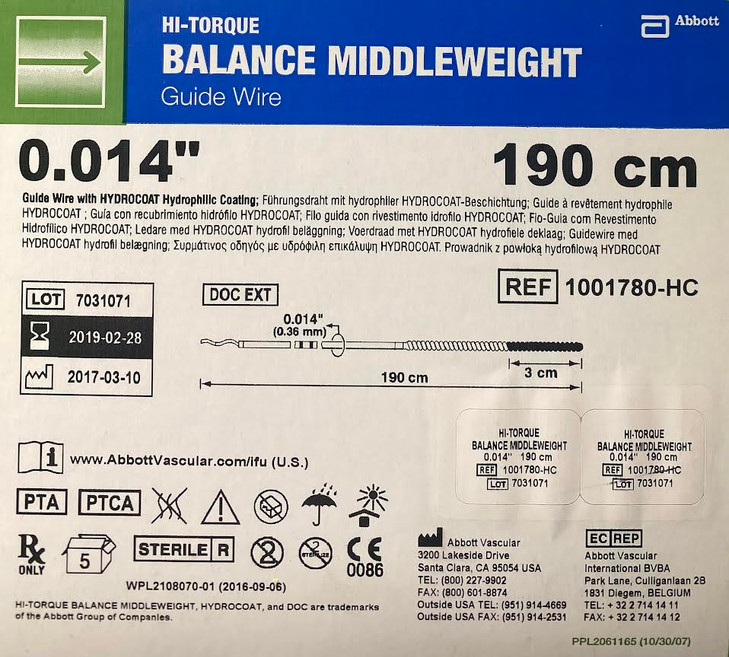 HI-TORQUE
Abbott
BALANCE MIDDLEWEIGHT
Guide Wire
0.014" 190 cm
Guide Wire with HYDROCOAT Hydrophilic Coating; Führungsdraht mit hydrophiler HYDROCOAT-Beschichtung; Guide à revêtement hydrophile
HYDROCOAT ; Guía con recubrimiento hidrófilo HYDROCOAT; Filo guida con rivestimento idrofilo HYDROCOAT; Fio-Guia com Revestimento
Hidrofílico HYDROCOAT; Ledare med HYDROCOAT hydrofil beläggning; Voerdraad met HYDROCOAT hydrofiele deklaag; Guidewire med
HYDROCOAT hydrofil belægning; Συρμάτινος οδηγός με υδρόφιλη επικάλυψη HYDROCOAT. Prowadnik z powłoką hydrofilową HYDROCOAT
LOT 7031071
2019-02-28
2017-03-10
DOC EXT
REF 1001780-HC
0.014"
(0.36 mm)
3 cm
190 cm
HI-TORQUE
BALANCE MIDDLEWEIGHT
0.014" 190 cm
REF 1001780-HC
LOT 7031071
HI-TORQUE
BALANCE MIDDLEWEIGHT
0.014" 190 cm
REF 1001780-HC
LOT 7031071
i www.AbbottVascular.com/ifu (U.S.)
PTA PTCA
Rx ONLY
5
STERILE R
2
CE
0086
WPL2108070-01 (2016-09-06)
HI-TORQUE BALANCE MIDDLEWEIGHT, HYDROCOAT, and DOC are trademarks
of the Abbott Group of Companies.
Abbott Vascular
3200 Lakeside Drive
Santa Clara, CA 95054 USA
TEL: (800) 227-9902
FAX: (800) 601-8874
Outside USA TEL: (951) 914-4669
Outside USA FAX: (951) 914-2531
EC REP
Abbott Vascular
International BVBA
Park Lane, Culliganlaan 2B
1831 Diegem, BELGIUM
TEL: + 32 2 714 14 11
FAX: + 32 2 714 14 12
PPL2061165 (10/30/07)